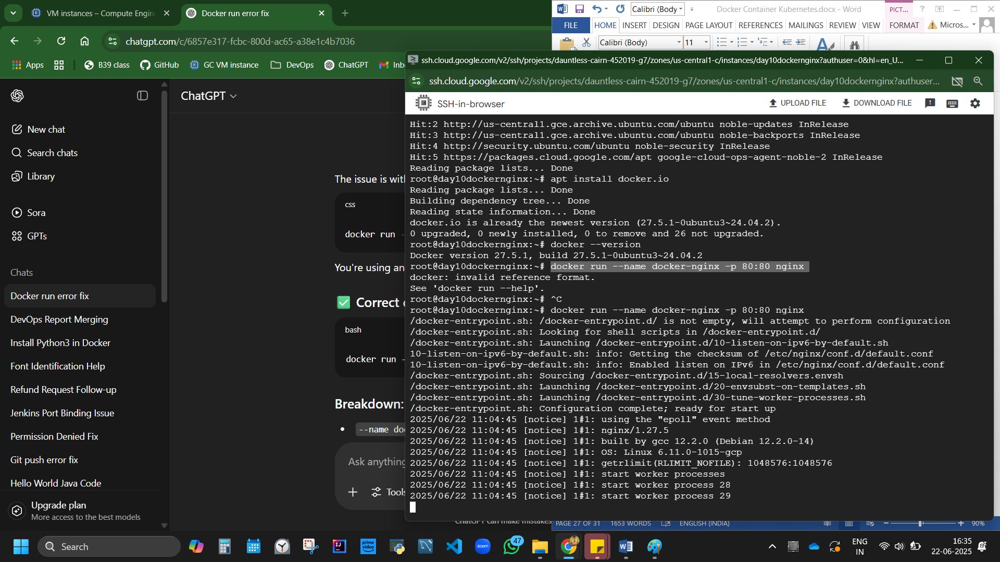 VM instances – Compute Engin
Docker run error fix
chatgpt.com/c/6857e317-fcbc-800d-ac65-a38e1c4b7036
Apps
B39 class
GitHub
GC VM instance
DevOps
ChatGPT
Inb
Calibri (Body
Docker Container Kubernetes.docx - Word
PICT...
FILE
HOME
INSERT
DESIGN
PAGE LAYOUT
REFERENCES
MAILINGS
REVIEW
VIEW
FORMAT
Micros...
Calibri (Body)
11
ssh.cloud.google.com/v2/ssh/projects/dauntless-cairn-452019-g7/zones/us-central1-c/instances/day10dockernginx?authuser=0&hl=en_U...
ssh.cloud.google.com/v2/ssh/projects/dauntless-cairn-452019-g7/zones/us-central1-c/instances/day10dockernginx?authuser...
SSH-in-browser
UPLOAD FILE
DOWNLOAD FILE
Hit:2 http://us-central1.gce.archive.ubuntu.com/ubuntu noble-updates InRelease
Hit:3 http://us-central1.gce.archive.ubuntu.com/ubuntu noble-backports InRelease
Hit:4 http://security.ubuntu.com/ubuntu noble-security InRelease
Hit:5 https://packages.cloud.google.com/apt google-cloud-ops-agent-noble-2 InRelease
Reading package lists... Done
root@day10dockernginx:~# apt install docker.io
Reading package lists... Done
Building dependency tree... Done
Reading state information... Done
docker.io is already the newest version (27.5.1-0ubuntu3~24.04.2).
0 upgraded, 0 newly installed, 0 to remove and 26 not upgraded.
root@day10dockernginx:~# docker --version
Docker version 27.5.1, build 27.5.1-0ubuntu3~24.04.2
root@day10dockernginx:~# docker run --name docker-nginx –p 80:80 nginx
docker: invalid reference format.
See 'docker run --help'.
root@day10dockernginx:~# ^C
root@day10dockernginx:~# docker run --name docker-nginx -p 80:80 nginx
/docker-entrypoint.sh: /docker-entrypoint.d/ is not empty, will attempt to perform configuration
/docker-entrypoint.sh: Looking for shell scripts in /docker-entrypoint.d/
/docker-entrypoint.sh: Launching /docker-entrypoint.d/10-listen-on-ipv6-by-default.sh
10-listen-on-ipv6-by-default.sh: info: Getting the checksum of /etc/nginx/conf.d/default.conf
10-listen-on-ipv6-by-default.sh: info: Enabled listen on IPv6 in /etc/nginx/conf.d/default.conf
/docker-entrypoint.sh: Sourcing /docker-entrypoint.d/15-local-resolvers.envsh
/docker-entrypoint.sh: Launching /docker-entrypoint.d/20-envsubst-on-templates.sh
/docker-entrypoint.sh: Launching /docker-entrypoint.d/30-tune-worker-processes.sh
/docker-entrypoint.sh: Configuration complete; ready for start up
2025/06/22 11:04:45 [notice] 1#1: using the "epoll" event method
2025/06/22 11:04:45 [notice] 1#1: nginx/1.27.5
2025/06/22 11:04:45 [notice] 1#1: built by gcc 12.2.0 (Debian 12.2.0-14)
2025/06/22 11:04:45 [notice] 1#1: OS: Linux 6.11.0-1015-gcp
2025/06/22 11:04:45 [notice] 1#1: getrlimit(RLIMIT_NOFILE): 1048576:1048576
2025/06/22 11:04:45 [notice] 1#1: start worker processes
2025/06/22 11:04:45 [notice] 1#1: start worker process 28
2025/06/22 11:04:45 [notice] 1#1: start worker process 29
ChatGPT
New chat
Search chats
Library
Sora
GPTs
Chats
Docker run error fix
DevOps Report Merging
Install Python3 in Docker
Font Identification Help
Refund Request Follow-up
Jenkins Port Binding Issue
Permission Denied Fix
Git push error fix
Hello World Java Code
Upgrade plan
More access to the best models
The issue is with
css
docker run
You're using an
Correct
bash
docker run
Breakdown:
--name do
Ask anything
Tools
ChatGPT can make mistakes
PAGE 27 OF 31
1653 WORDS
ENGLISH (INDIA)
90%
Search
IJ
prime video
zoom
47
ENG
IN
16:35
22-06-2025